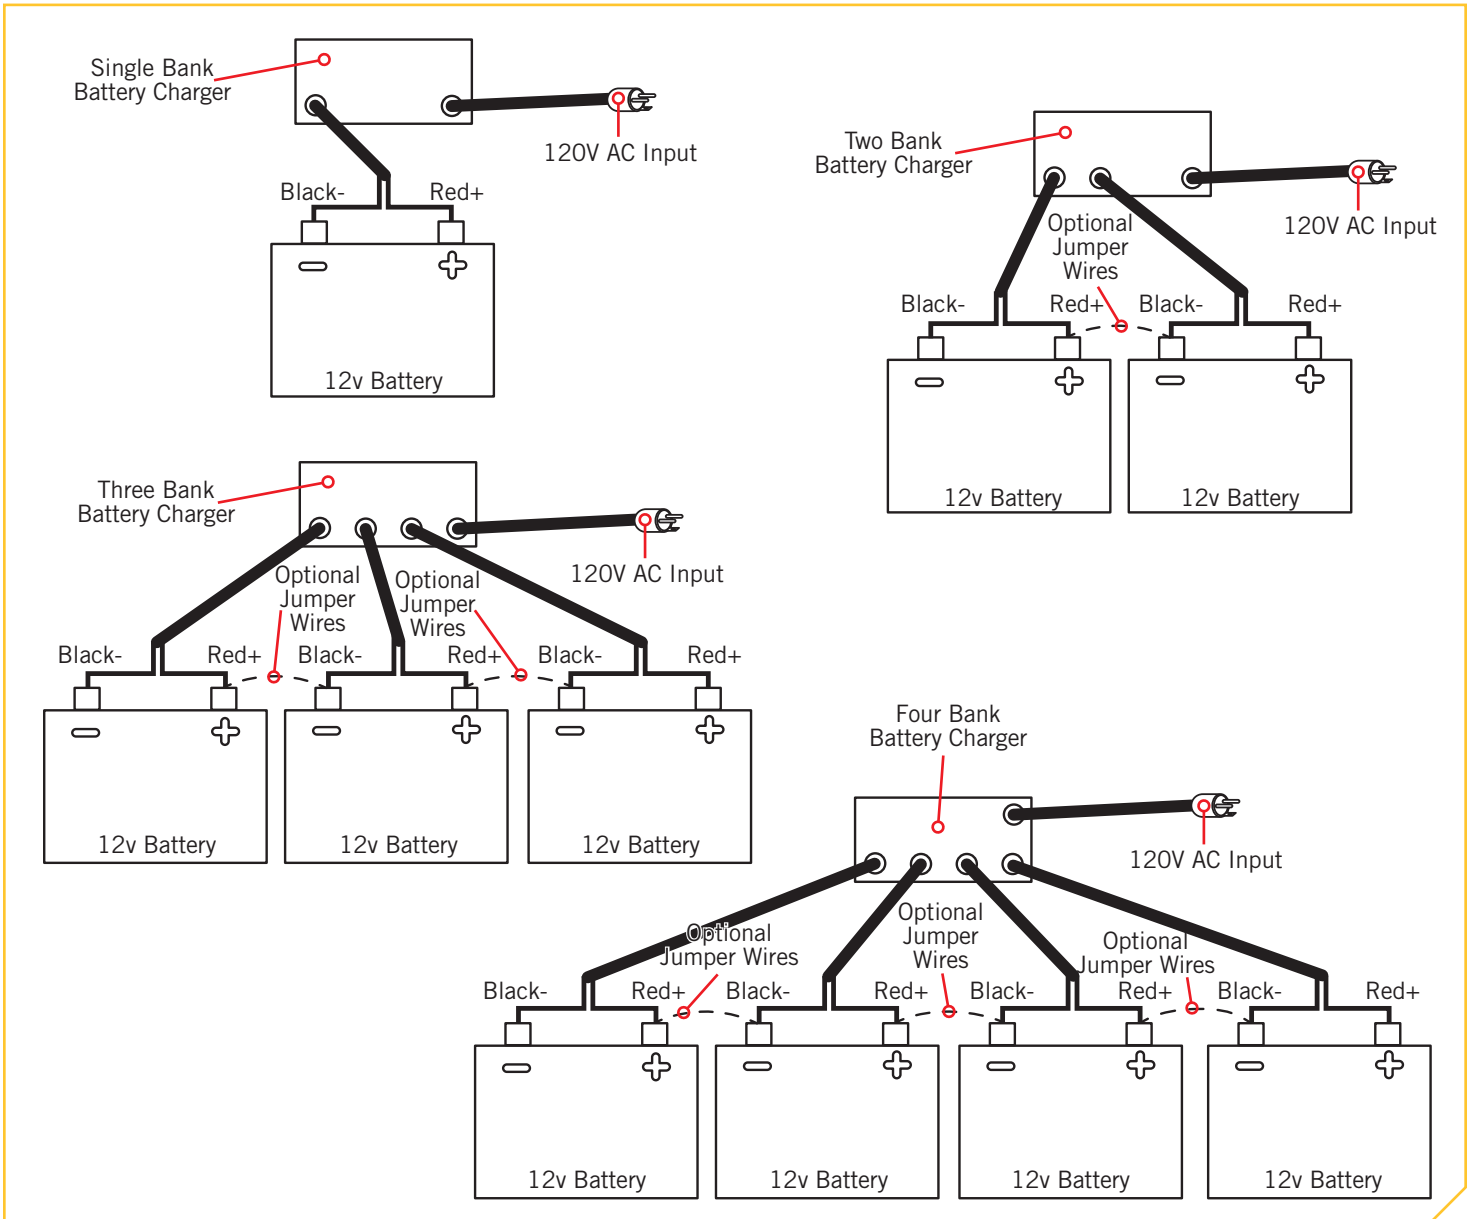 Single Bank
Battery Charger
120V AC Input
Black-
Red+
12v Battery
Two Bank
Battery Charger
120V AC Input
Optional
Jumper
Wires
Black-
Red+
Black-
Red+
12v Battery
12v Battery
Three Bank
Battery Charger
120V AC Input
Optional
Jumper
Wires
Optional
Jumper
Wires
Black-
Red+
Black-
Red+
Black-
Red+
12v Battery
12v Battery
12v Battery
Four Bank
Battery Charger
120V AC Input
Optional
Jumper Wires
Optional
Jumper
Wires
Optional
Jumper Wires
Black-
Red+
Black-
Red+
Black-
Red+
Black-
Red+
12v Battery
12v Battery
12v Battery
12v Battery